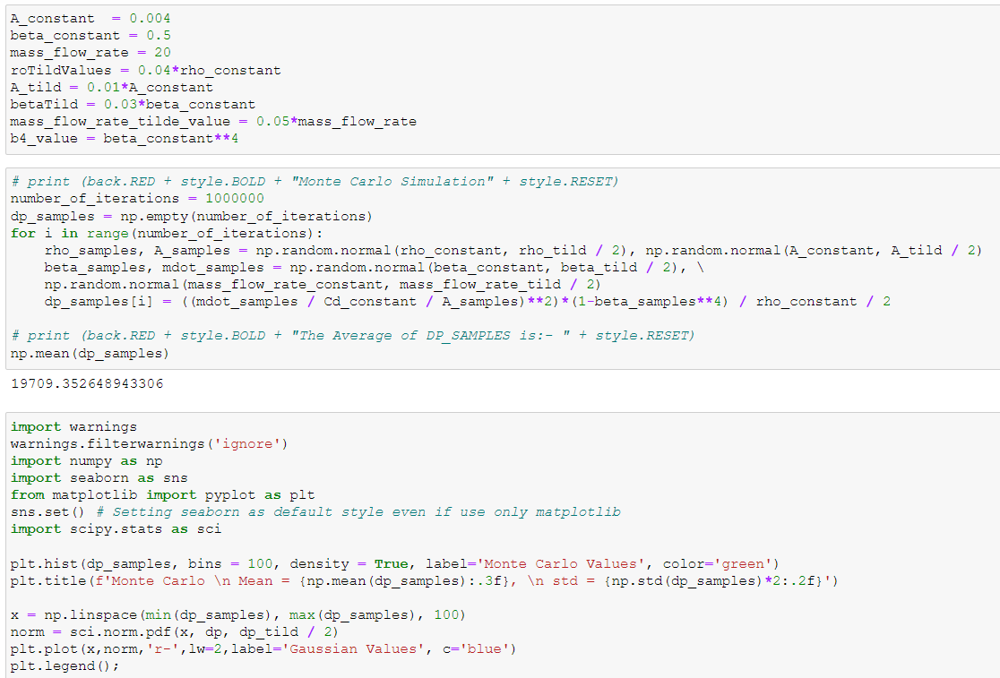 A_constant  = 0.004
beta_constant = 0.5
mass_flow_rate = 20
roTildValues = 0.04*rho_constant
A_tild = 0.01*A_constant
betaTild = 0.03*beta_constant
mass_flow_rate_tilde_value = 0.05*mass_flow_rate
b4_value = beta_constant**4
# print (back.RED + style.BOLD + "Monte Carlo Simulation" + style.RESET)
number_of_iterations = 1000000
dp_samples = np.empty(number_of_iterations)
for i in range(number_of_iterations):
    rho_samples, A_samples = np.random.normal(rho_constant, rho_tild / 2), np.random.normal(A_constant, A_tild / 2)
    beta_samples, mdot_samples = np.random.normal(beta_constant, beta_tild / 2), \
    np.random.normal(mass_flow_rate_constant, mass_flow_rate_tild / 2)
    dp_samples[i] = ((mdot_samples / Cd_constant / A_samples)**2)*(1-beta_samples**4) / rho_constant / 2
# print (back.RED + style.BOLD + "The Average of DP_SAMPLES is:- " + style.RESET)
np.mean(dp_samples)
19709.352648943306
import warnings
warnings.filterwarnings('ignore')
import numpy as np
import seaborn as sns
from matplotlib import pyplot as plt
sns.set() # Setting seaborn as default style even if use only matplotlib
import scipy.stats as sci
plt.hist(dp_samples, bins = 100, density = True, label='Monte Carlo Values', color='green')
plt.title(f'Monte Carlo \n Mean = {np.mean(dp_samples):.3f}, \n std = {np.std(dp_samples)*2:.2f}')
x = np.linspace(min(dp_samples), max(dp_samples), 100)
norm = sci.norm.pdf(x, dp, dp_tild / 2)
plt.plot(x,norm,'r-',lw=2,label='Gaussian Values', c='blue')
plt.legend();